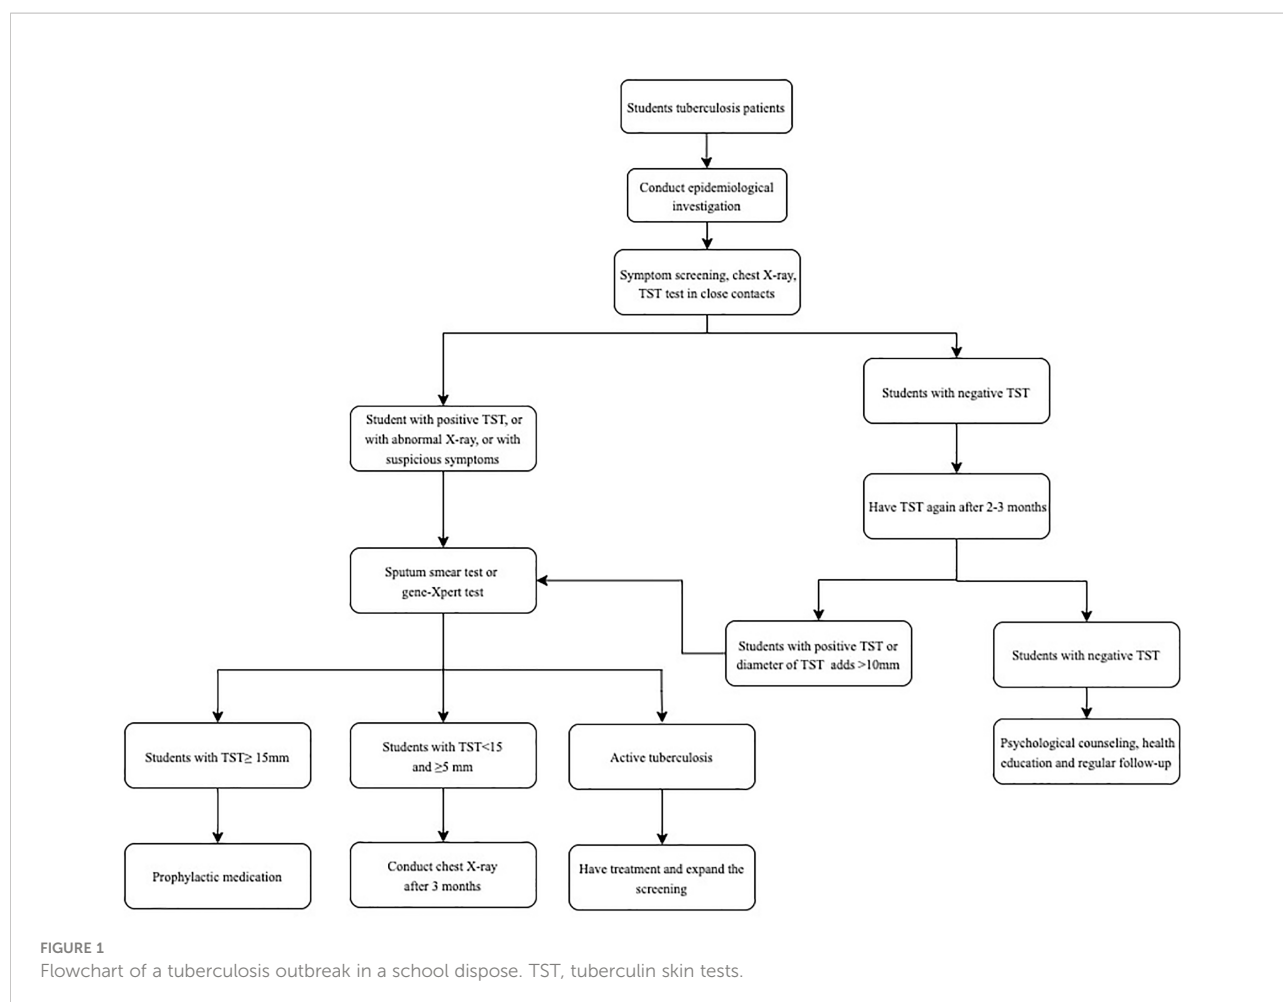 Students tuberculosis patients
Conduct epidemiological
investigation
Symptom screening, chest X-ray,
TST test in close contacts
Student with positive TST, or
with abnormal X-ray, or with
suspicious symptoms
Students with negative TST
Have TST again after 2-3 months
Sputum smear test or
gene-Xpert test
Students with positive TST or
diameter of TST adds >10mm
Students with negative TST
Psychological counseling, health
education and regular follow-up
Students with TST≥ 15mm
Students with TST<15
and ≥5 mm
Active tuberculosis
Prophylactic medication
Conduct chest X-ray
after 3 months
Have treatment and expand the
screening
FIGURE 1
Flowchart of a tuberculosis outbreak in a school dispose. TST, tuberculin skin tests.